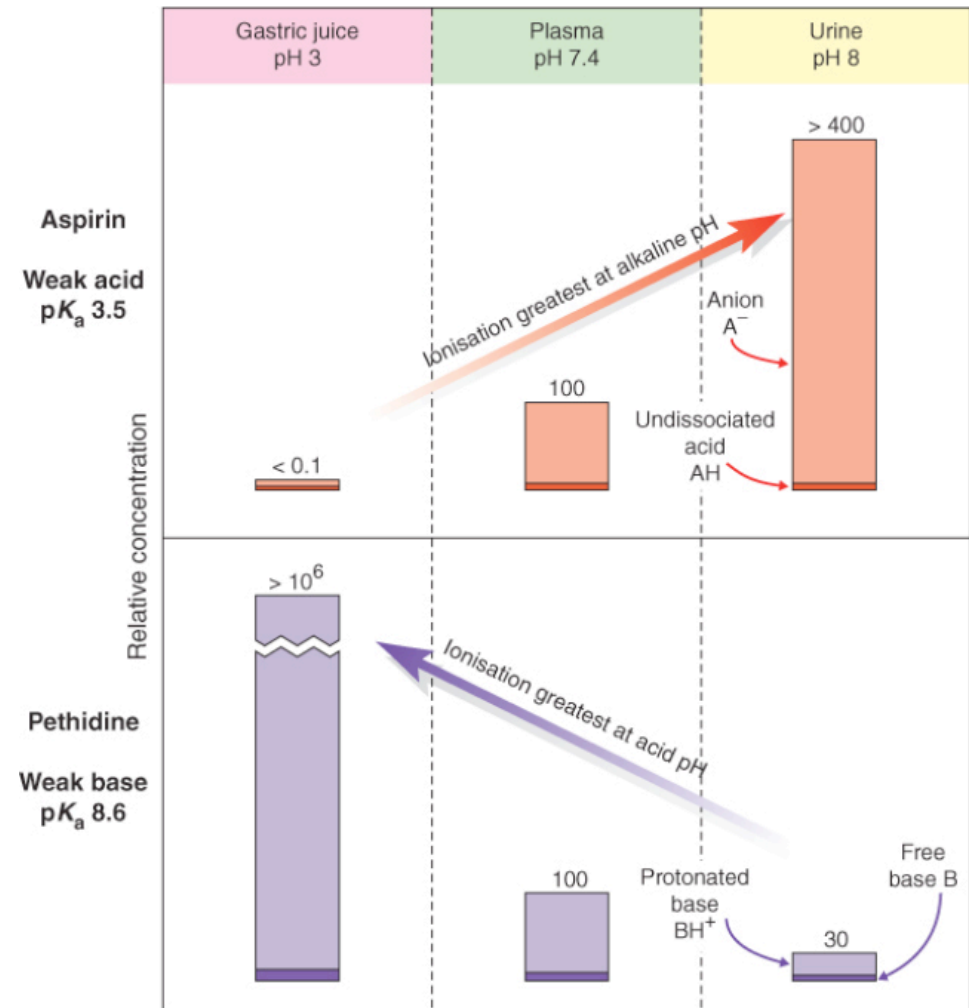 Gastric juice
pH 3
Plasma
pH 7.4
Urine
pH 8
Aspirin
Weak acid
pKa 3.5
Relative concentration
< 0.1
100
> 400
Ionisation greatest at alkaline pH
Anion
A⁻
Undissociated
acid
AH
Pethidine
Weak base
pKa 8.6
> 10⁶
100
30
Ionisation greatest at acid pH
Protonated
base
BH⁺
Free
base B